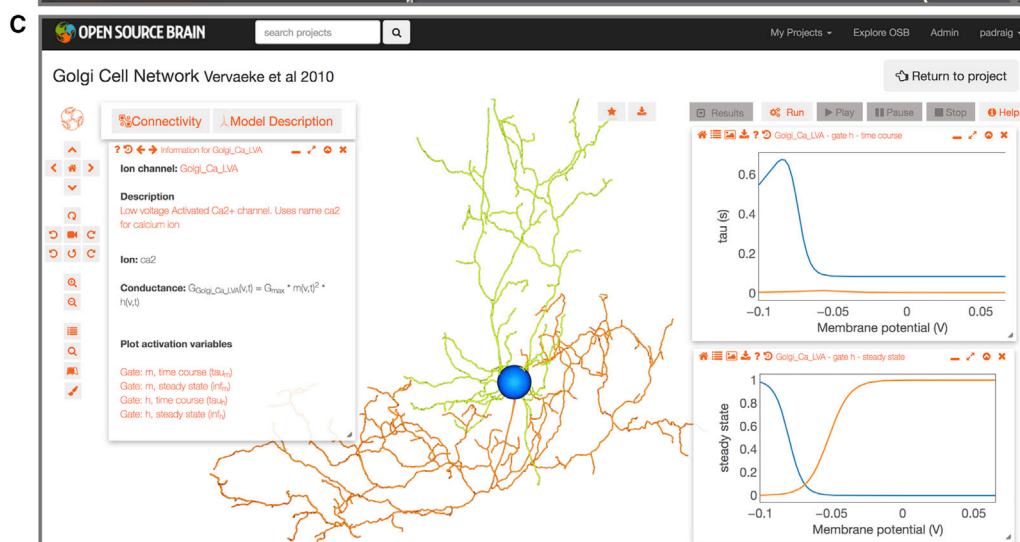 C
OPEN SOURCE BRAIN
search projects
My Projects
Explore OSB
Admin
padraig
Golgi Cell Network Vervaeke et al 2010
Return to project
Connectivity
Model Description
Results
Run
Play
Pause
Stop
Help
? Information for Golgi_Ca_LVA
Ion channel: Golgi_Ca_LVA
Description
Low voltage Activated Ca2+ channel. Uses name ca2
for calcium ion
Ion: ca2
Conductance: G_Golgi_Ca_LVA(v,t) = G_max * m(v,t)² *
h(v,t)
Plot activation variables
Gate: m, time course (tau_m)
Gate: m, steady state (inf_m)
Gate: h, time course (tau_h)
Gate: h, steady state (inf_h)
? Golgi_Ca_LVA - gate h - time course
tau (s)
0.6
0.4
0.2
0
−0.1
−0.05
0
0.05
Membrane potential (V)
? Golgi_Ca_LVA - gate h - steady state
steady state
1
0.8
0.6
0.4
0.2
0
−0.1
−0.05
0
0.05
Membrane potential (V)